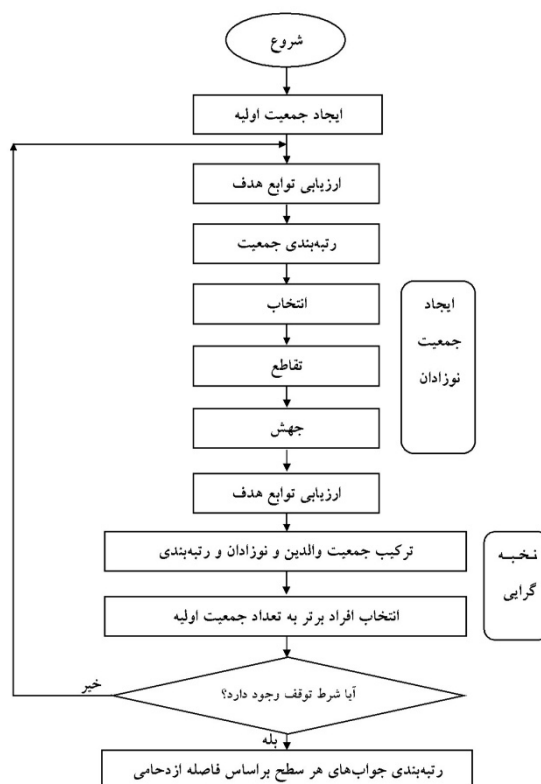 شروع
ایجاد جمعیت اولیه
ارزیابی توابع هدف
رتبه‌بندی جمعیت
انتخاب
تقاطع
جهش
ایجاد
جمعیت
نوزادان
ارزیابی توابع هدف
ترکیب جمعیت والدین و نوزادان و رتبه‌بندی
انتخاب افراد برتر به تعداد جمعیت اولیه
نخبه
گرایی
آیا شرط توقف وجود دارد؟
خیر
بله
رتبه‌بندی جواب‌های هر سطح براساس فاصله ازدحامی